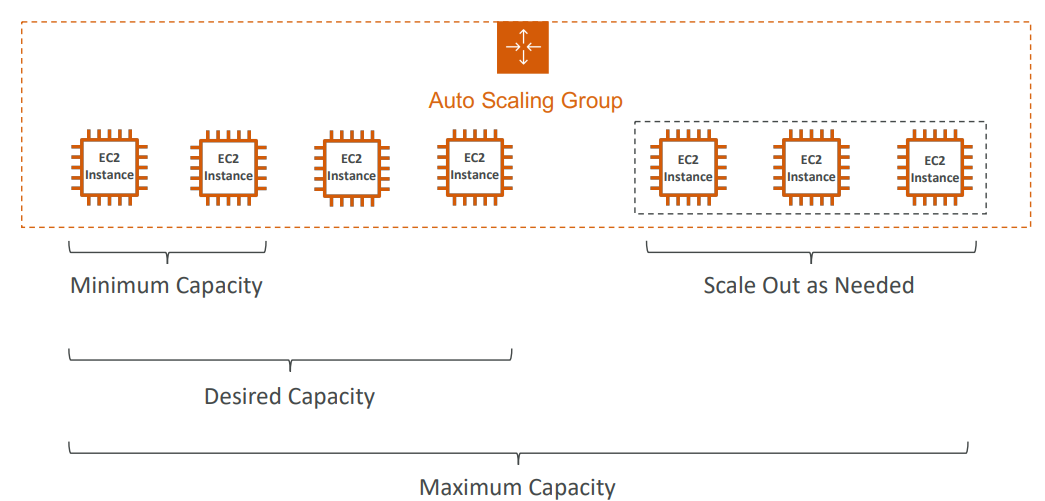 Auto Scaling Group
EC2
Instance
EC2
Instance
EC2
Instance
EC2
Instance
EC2
Instance
EC2
Instance
EC2
Instance
Minimum Capacity
Scale Out as Needed
Desired Capacity
Maximum Capacity